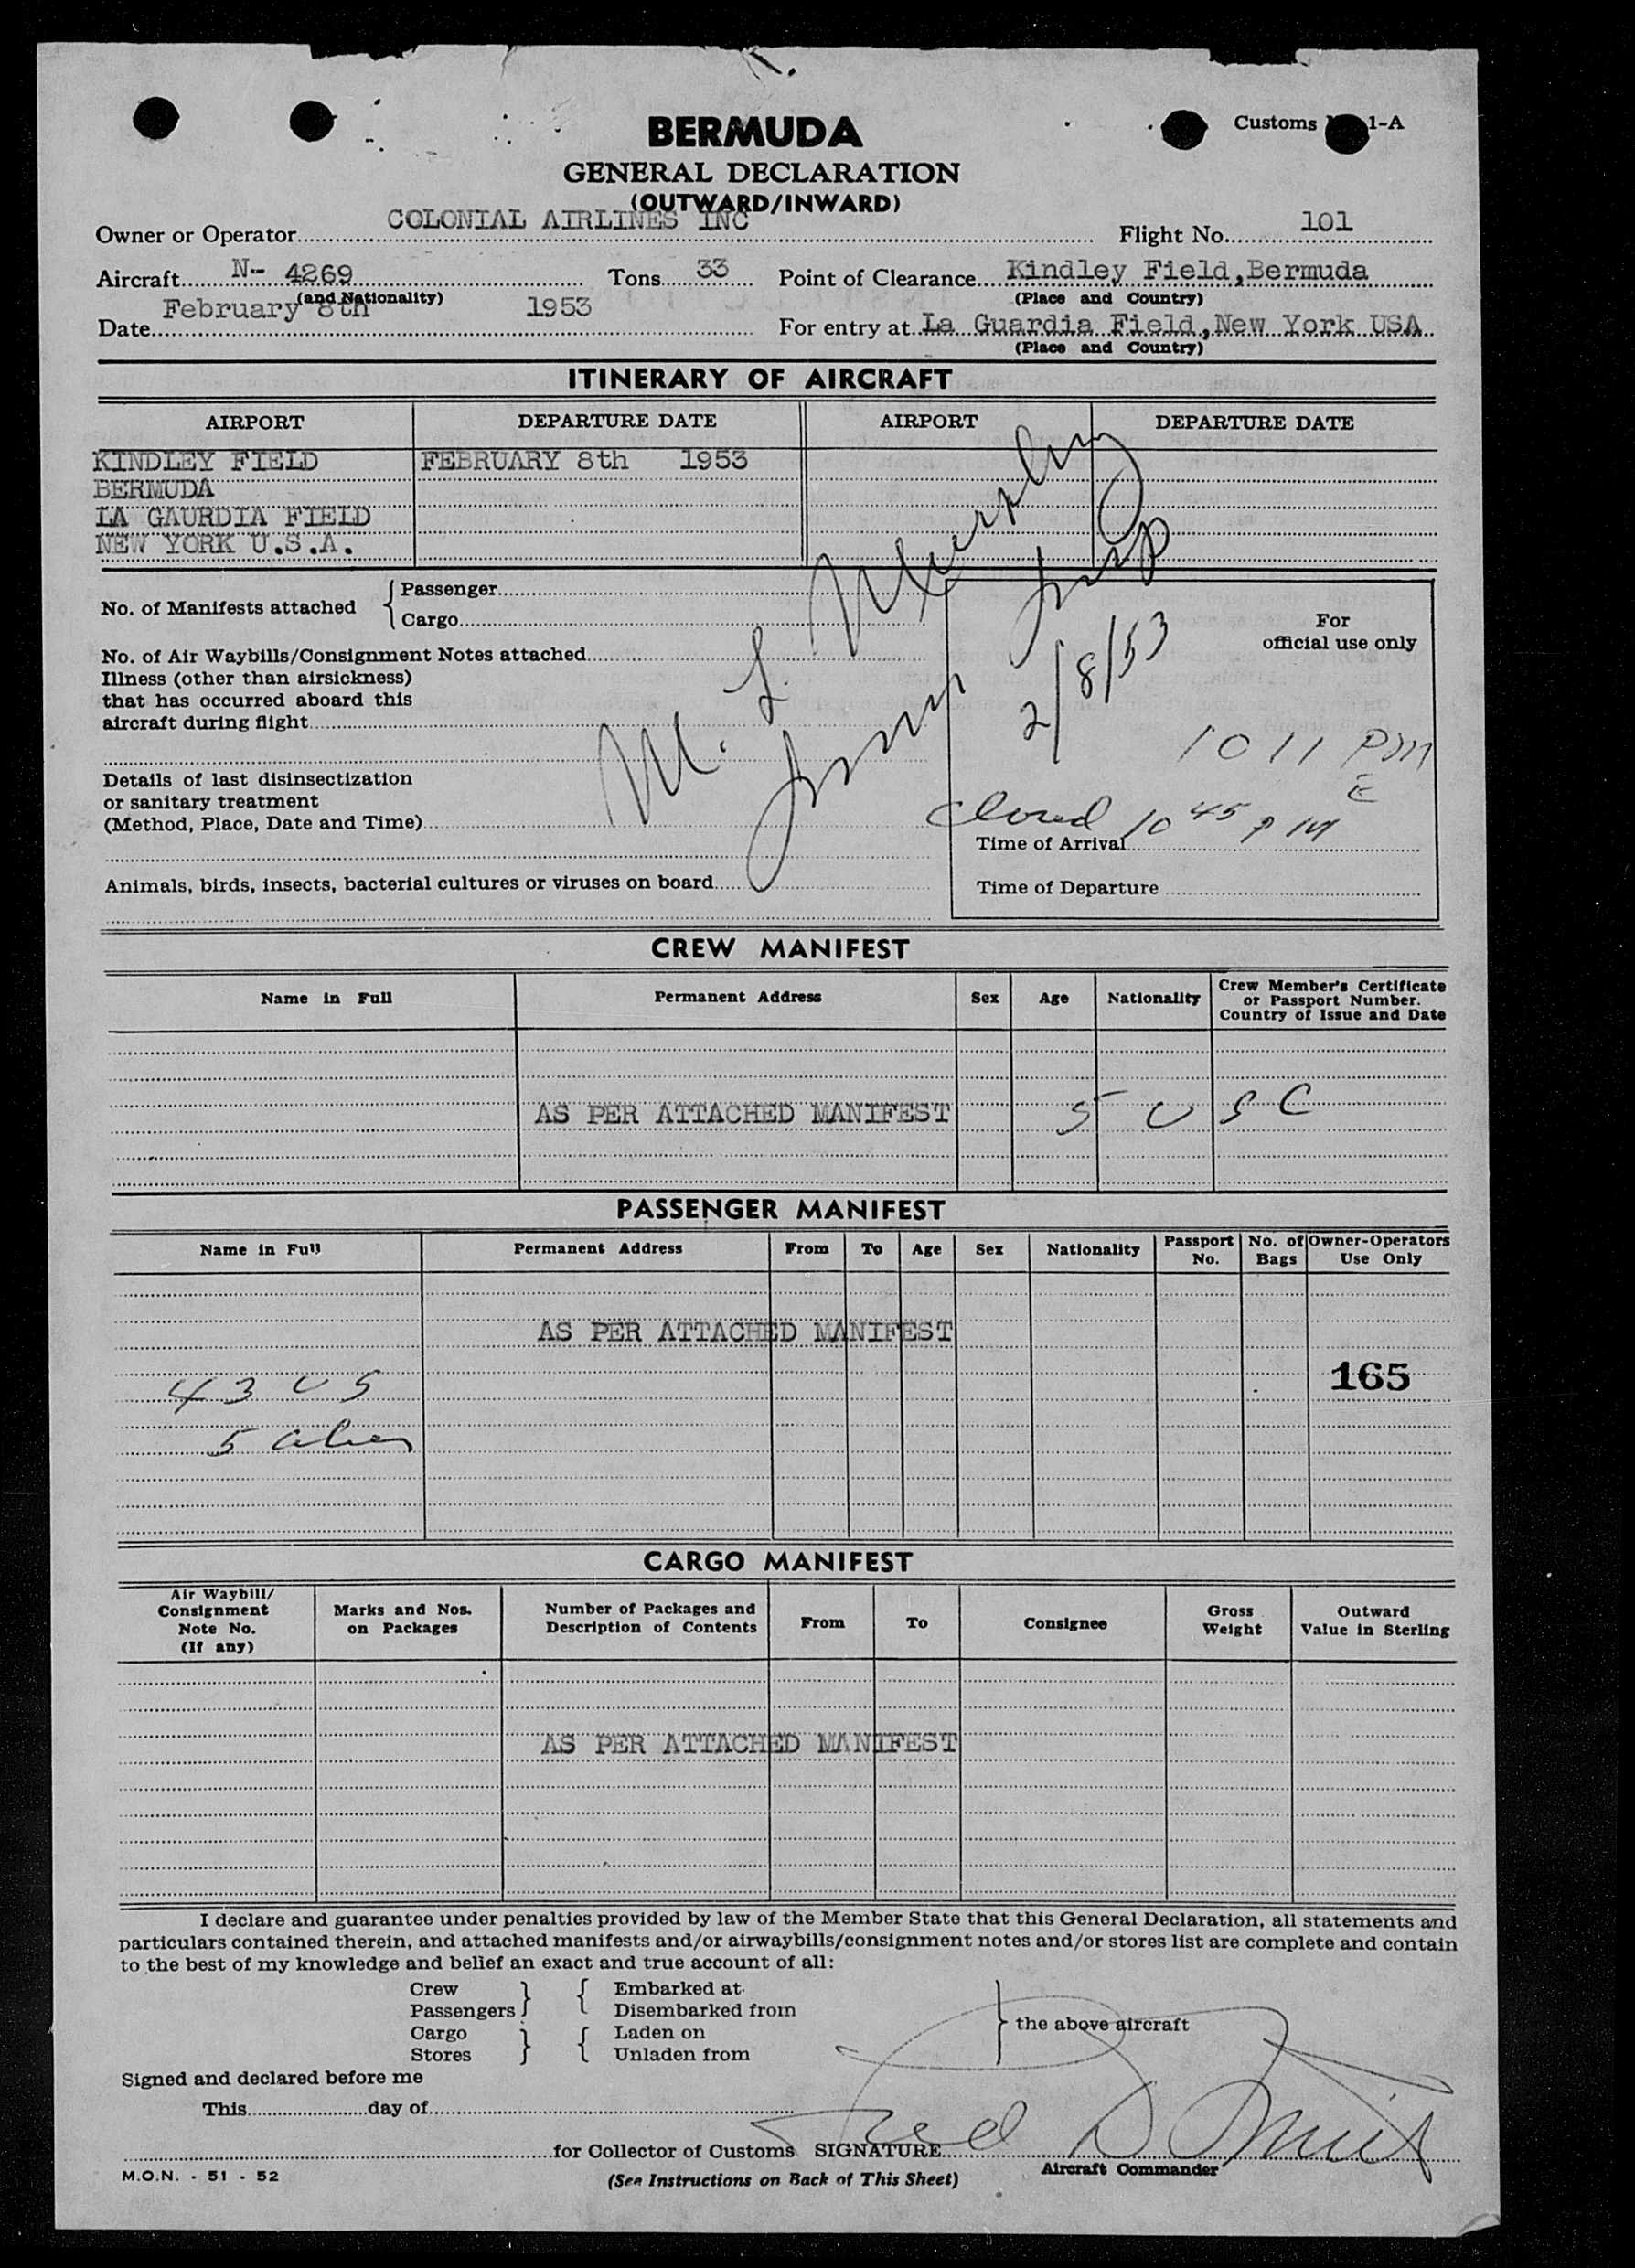 Customs 1-A
BERMUDA
GENERAL DECLARATION
(OUTWARD/INWARD)
Owner or Operator COLONIAL AIRLINES INC Flight No. 101
Aircraft N-- 4269 Tons 33 Point of Clearance Kindley Field, Bermuda
(and Nationality) (Place and Country)
Date February 8th 1953 For entry at La Guardia Field, New York USA
(Place and Country)
ITINERARY OF AIRCRAFT
AIRPORT DEPARTURE DATE AIRPORT DEPARTURE DATE
KINDLEY FIELD FEBRUARY 8th 1953
BERMUDA
LA GAURDIA FIELD
NEW YORK U.S.A.
No. of Manifests attached Passenger
Cargo
For
official use only
No. of Air Waybills/Consignment Notes attached
Illness (other than airsickness)
that has occurred aboard this
aircraft during flight
M. L.
2/8/53
1011 PM
E
Details of last disinsectization
or sanitary treatment
(Method, Place, Date and Time)
Closed 10 45 PM
Time of Arrival
Animals, birds, insects, bacterial cultures or viruses on board
Time of Departure
CREW MANIFEST
Name in Full Permanent Address Sex Age Nationality Crew Member's Certificate
or Passport Number.
Country of Issue and Date
AS PER ATTACHED MANIFEST 5 USC
PASSENGER MANIFEST
Name in Full Permanent Address From To Age Sex Nationality Passport No. No. of Bags Owner-Operators Use Only
AS PER ATTACHED MANIFEST
165
43 US
5 alien
CARGO MANIFEST
Air Waybill/
Consignment
Note No.
(If any) Marks and Nos. on Packages Number of Packages and Description of Contents From To Consignee Gross Weight Outward Value in Sterling
AS PER ATTACHED MANIFEST
I declare and guarantee under penalties provided by law of the Member State that this General Declaration, all statements and
particulars contained therein, and attached manifests and/or airwaybills/consignment notes and/or stores list are complete and contain
to the best of my knowledge and belief an exact and true account of all:
Crew Embarked at
Passengers Disembarked from
the above aircraft
Cargo Laden on
Stores Unladen from
Signed and declared before me
This day of
for Collector of Customs SIGNATURE
Aircraft Commander
M.O.N. - 51 - 52
(See Instructions on Back of This Sheet)